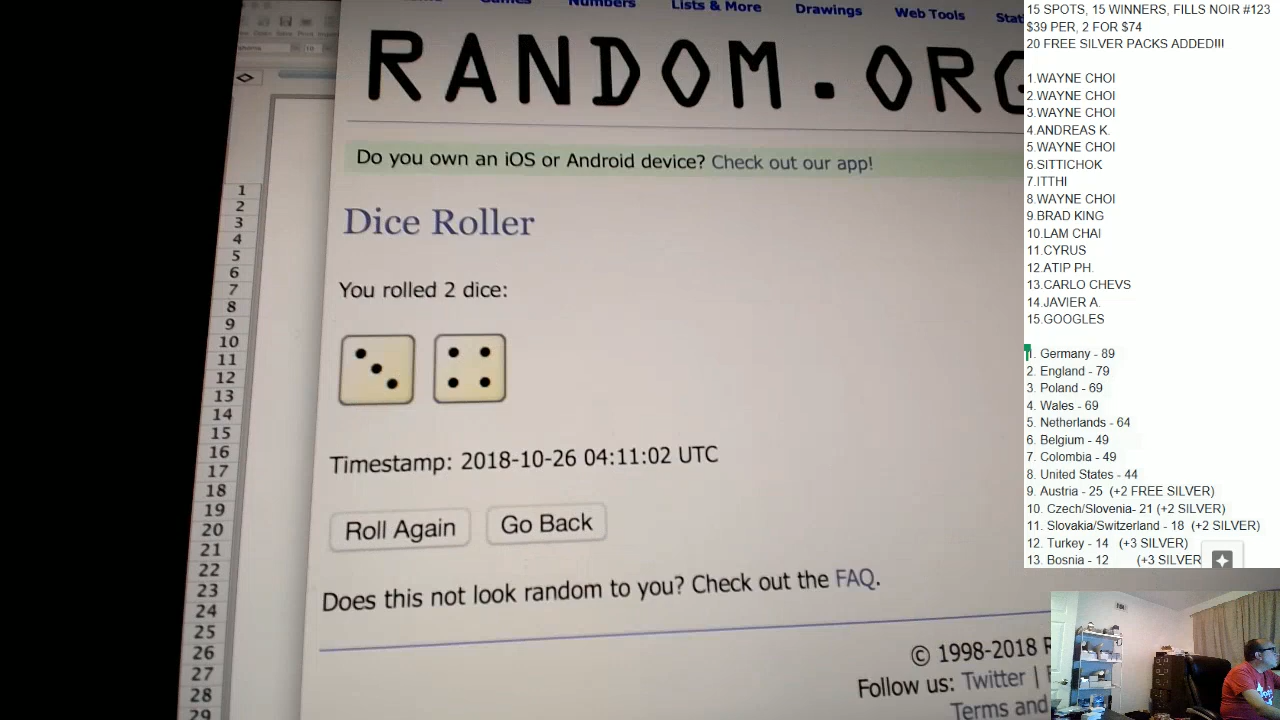 Games
Numbers
Lists & More
Drawings
Web Tools
RANDOM.ORG
Do you own an iOS or Android device? Check out our app!
Dice Roller
You rolled 2 dice:
Timestamp: 2018-10-26 04:11:02 UTC
Roll Again
Go Back
Does this not look random to you? Check out the FAQ.
© 1998-2018
Follow us: Twitter |
Terms and
1
2
3
4
5
6
7
8
9
10
11
12
13
14
15
16
17
18
19
20
21
22
23
24
25
26
27
28
29
15 SPOTS, 15 WINNERS, FILLS NOIR #123
$39 PER, 2 FOR $74
20 FREE SILVER PACKS ADDED!!!
1.WAYNE CHOI
2.WAYNE CHOI
3.WAYNE CHOI
4.ANDREAS K.
5.WAYNE CHOI
6.SITTICHOK
7.ITTHI
8.WAYNE CHOI
9.BRAD KING
10.LAM CHAI
11.CYRUS
12.ATIP PH.
13.CARLO CHEVS
14.JAVIER A.
15.GOOGLES
1. Germany - 89
2. England - 79
3. Poland - 69
4. Wales - 69
5. Netherlands - 64
6. Belgium - 49
7. Colombia - 49
8. United States - 44
9. Austria - 25 (+2 FREE SILVER)
10. Czech/Slovenia- 21 (+2 SILVER)
11. Slovakia/Switzerland - 18 (+2 SILVER)
12. Turkey - 14 (+3 SILVER)
13. Bosnia - 12 (+3 SILVER